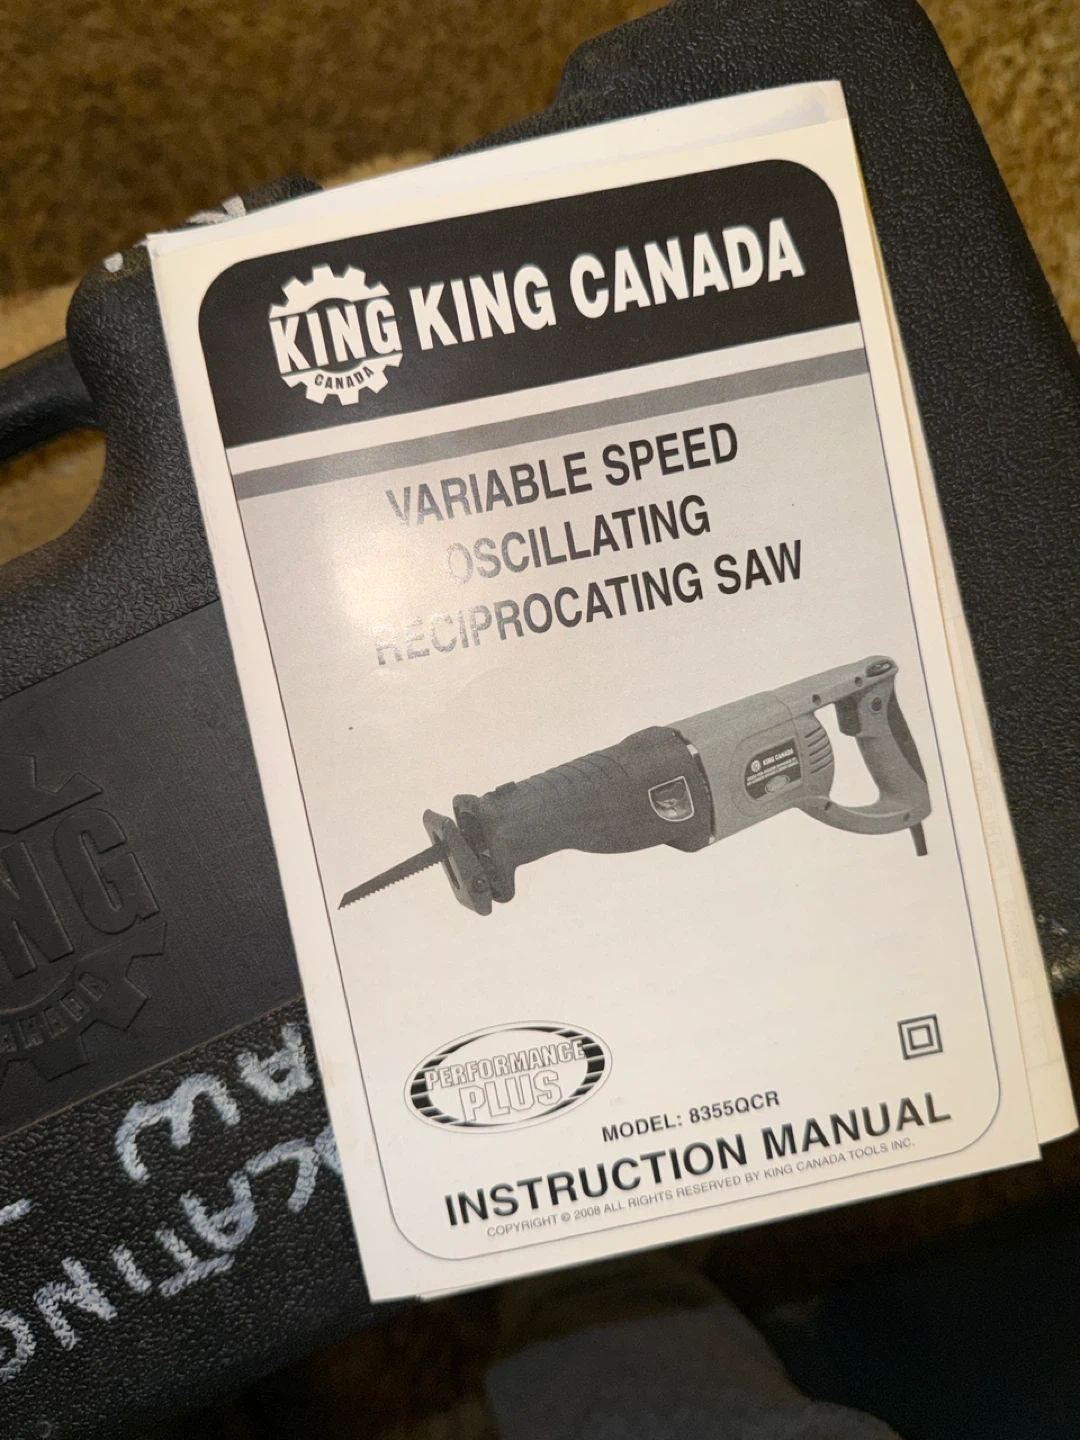 KING
CANADA
KING CANADA
VARIABLE SPEED
OSCILLATING
RECIPROCATING SAW
KING CANADA
PERFORMANCE
PLUS
MODEL: 8355QCR
INSTRUCTION MANUAL
COPYRIGHT © 2008 ALL RIGHTS RESERVED BY KING CANADA TOOLS INC.